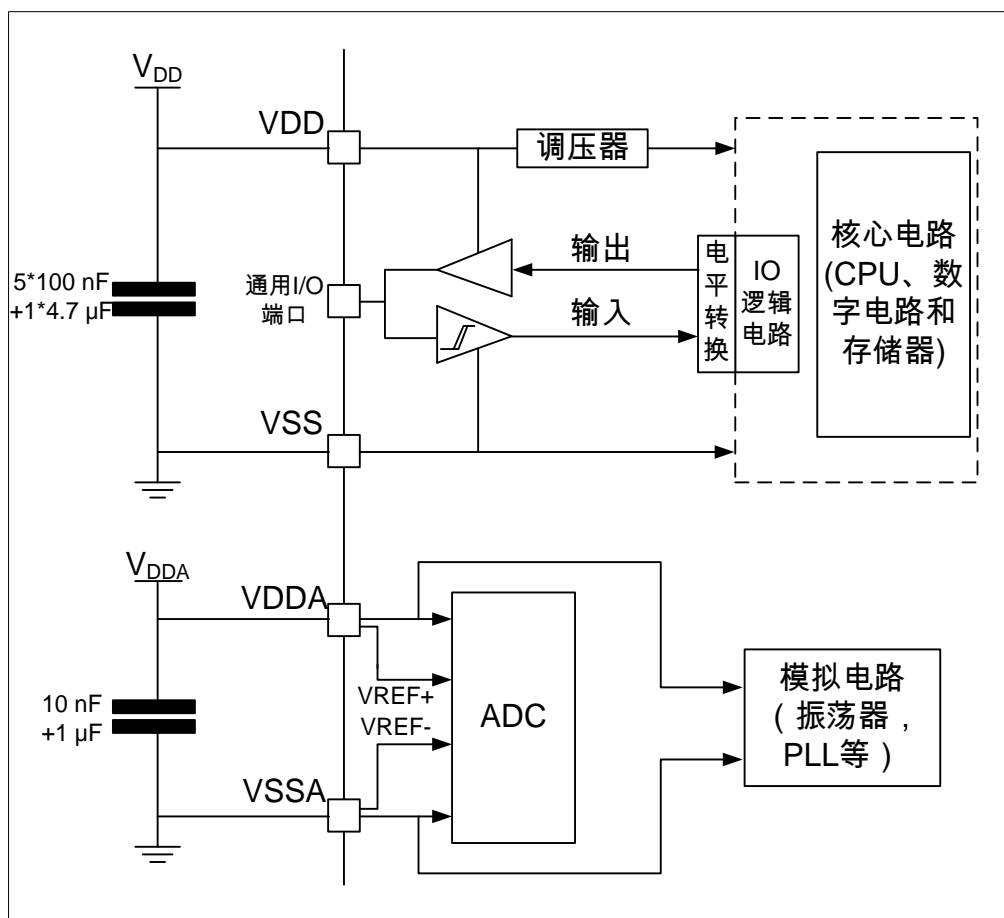 VDD
VDD
调压器
5*100 nF
+1*4.7 µF
通用I/O
端口
输出
输入
电
平
转
换
IO
逻辑
电路
核心电路
(CPU、数
字电路和
存储器)
VSS
VDDA
VDDA
10 nF
+1 µF
VREF+
VREF-
ADC
模拟电路
（振荡器，
PLL等）
VSSA